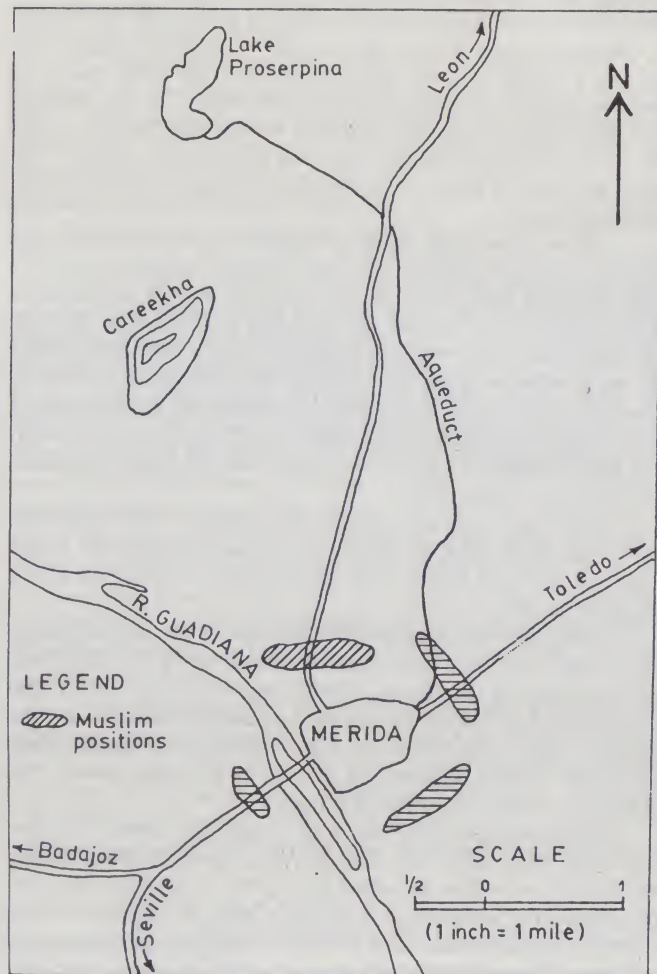 Lake
Proserpina
Leon
N
Careekha
Aqueduct
Toledo
R. GUADIANA
LEGEND
Muslim
positions
MERIDA
Badajoz
Seville
SCALE
1/2 0 1
(1 inch = 1 mile)